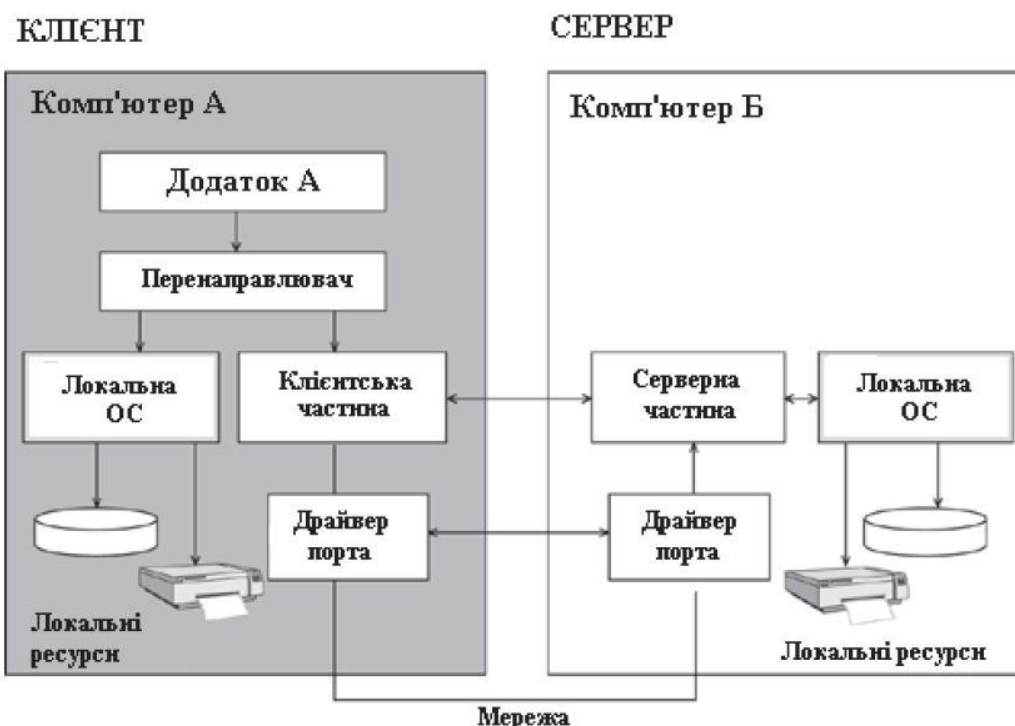 КЛІЄНТ
СЕРВЕР
Комп'ютер А
Комп'ютер Б
Додаток А
Перенаправлювач
Локальна
ОС
Клієнтська
частина
Серверна
частина
Локальна
ОС
Драйвер
порта
Драйвер
порта
Локальні
ресурси
Локальні ресурси
Мережа